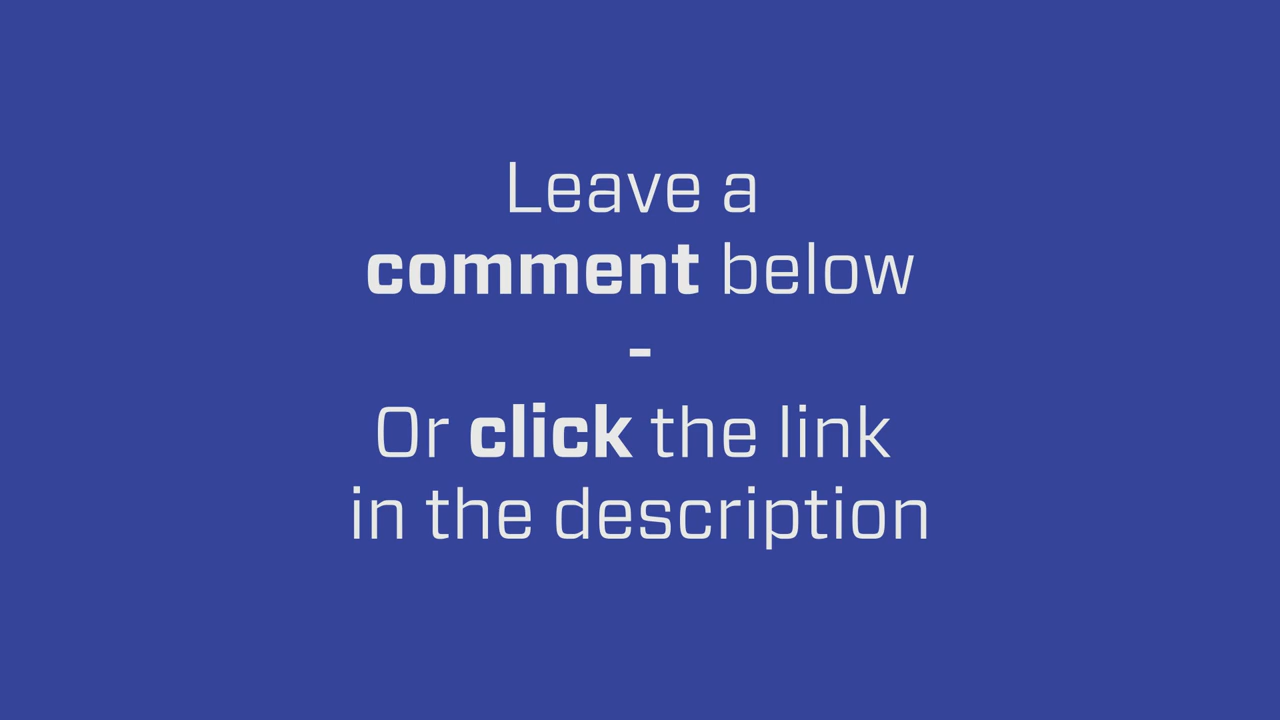 Leave a
comment below
-
Or click the link
in the description